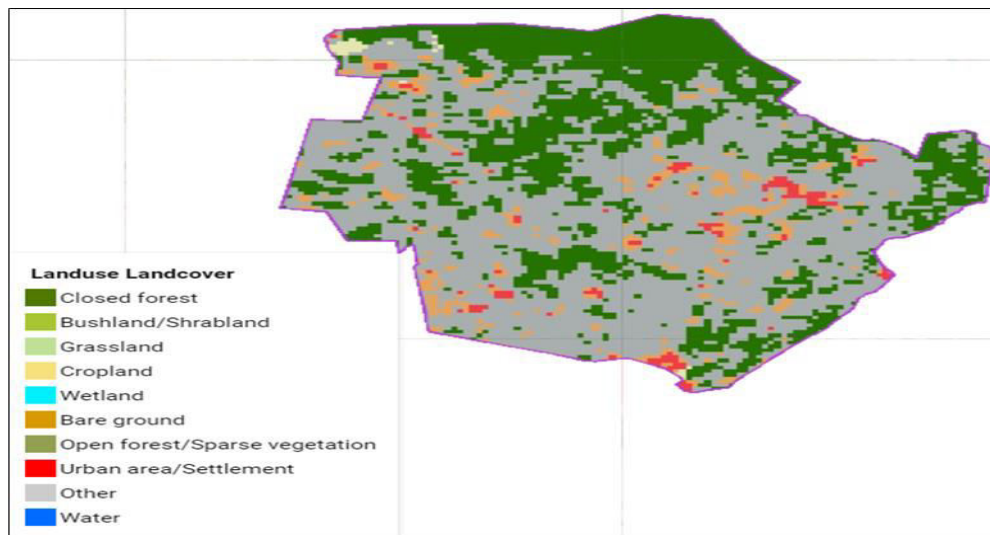 Landuse Landcover
Closed forest
Bushland/Shrabland
Grassland
Cropland
Wetland
Bare ground
Open forest/Sparse vegetation
Urban area/Settlement
Other
Water